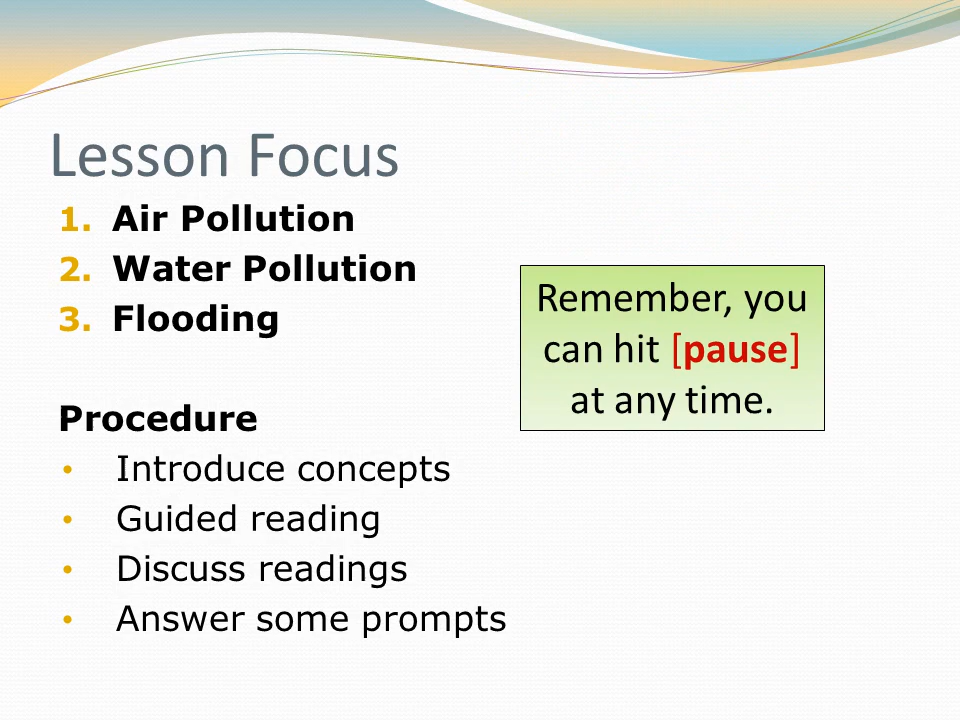 Lesson Focus
1. Air Pollution
2. Water Pollution
3. Flooding
Procedure
• Introduce concepts
• Guided reading
• Discuss readings
• Answer some prompts
Remember, you
can hit [pause]
at any time.